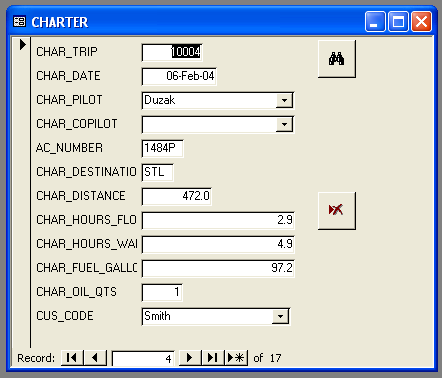 CHARTER
CHAR_TRIP 10004
CHAR_DATE 06-Feb-04
CHAR_PILOT Duzak
CHAR_COPILOT
AC_NUMBER 1484P
CHAR_DESTINATIO STL
CHAR_DISTANCE 472.0
CHAR_HOURS_FLO 2.9
CHAR_HOURS_WAI 4.9
CHAR_FUEL_GALLO 97.2
CHAR_OIL_QTS 1
CUS_CODE Smith
Record: 4 of 17